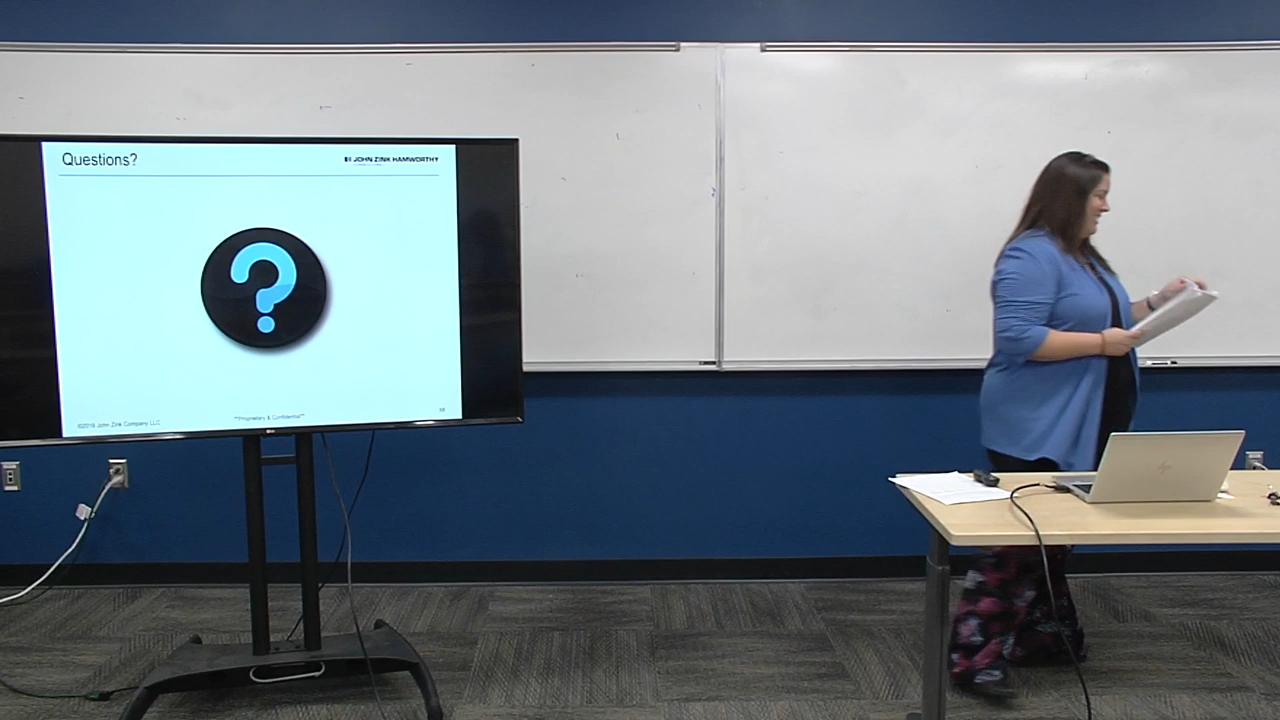 Questions?
JOHN ZINK HAMWORTHY
?
©2019 John Zink Company LLC
**Proprietary & Confidential**